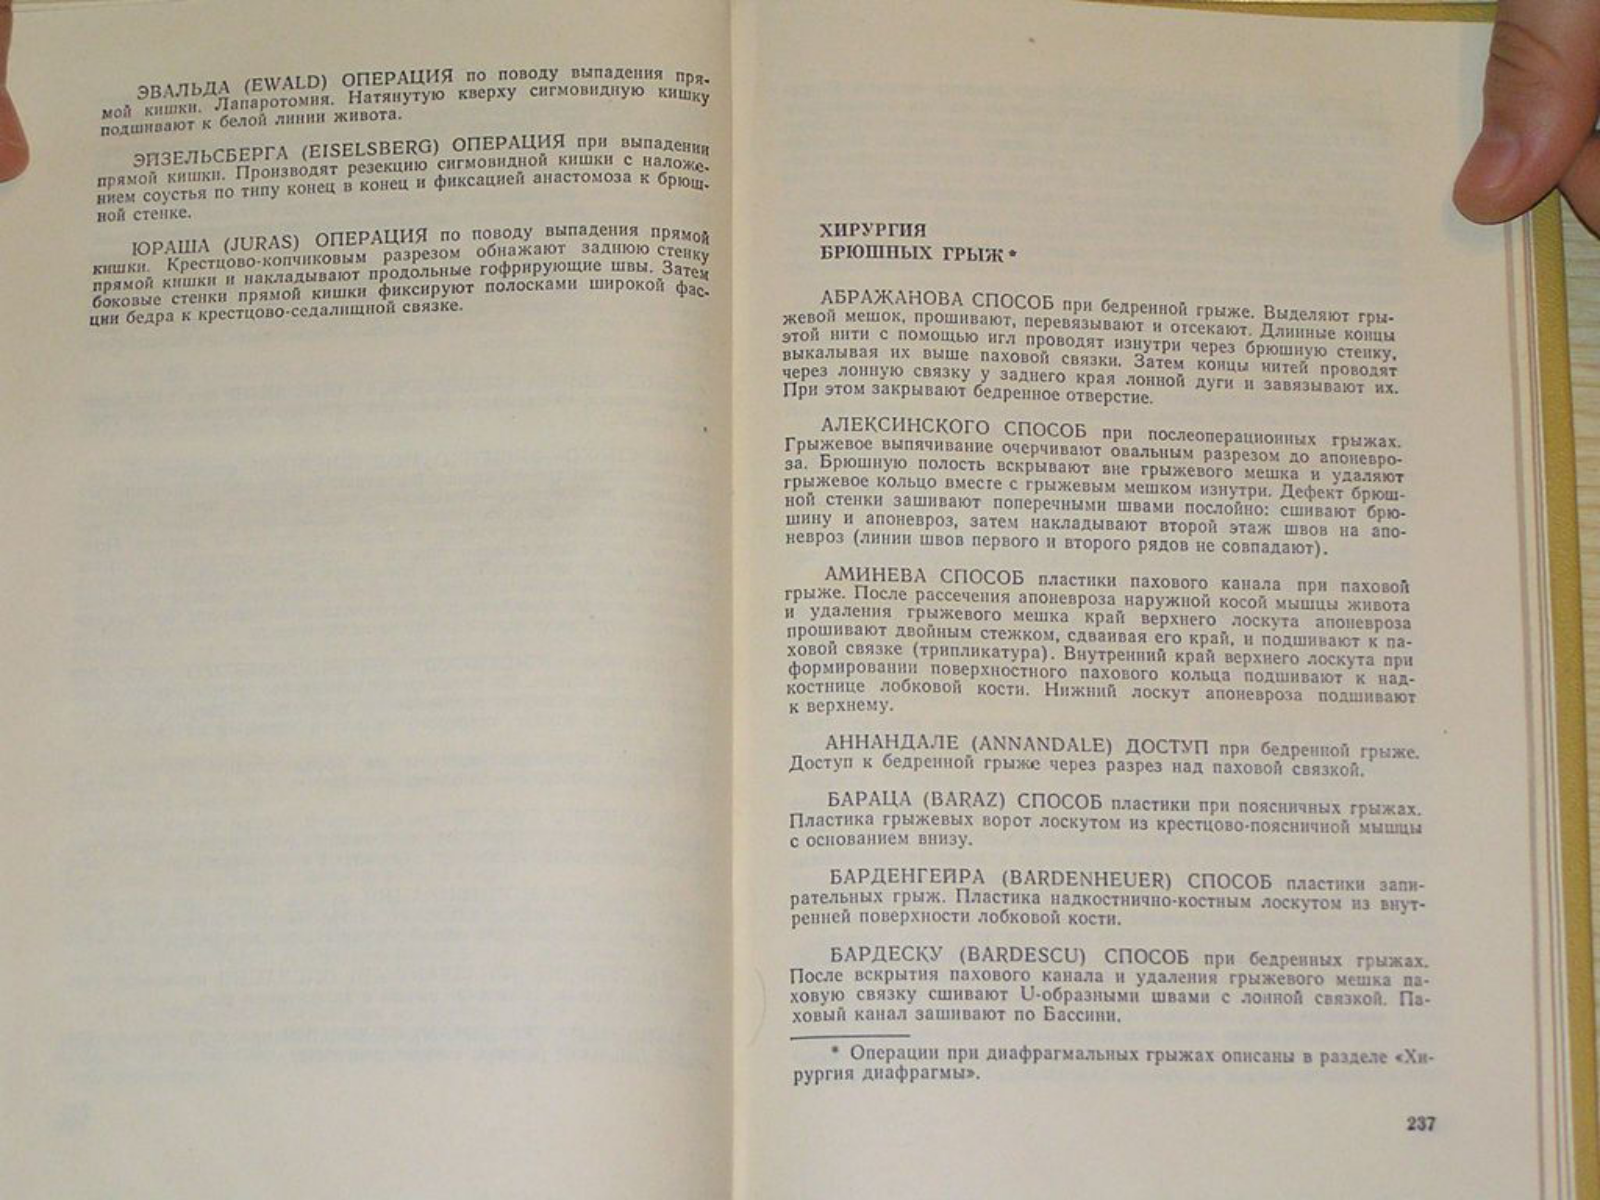 ЭВАЛЬДА (EWALD) ОПЕРАЦИЯ по поводу выпадения пря-
мой кишки. Лапаротомия. Натянутую кверху сигмовидную кишку
подшивают к белой линии живота.
ЭЙЗЕЛЬСБЕРГА (EISELSBERG) ОПЕРАЦИЯ при выпадении
прямой кишки. Производят резекцию сигмовидной кишки с наложе-
нием соустья по типу конец в конец и фиксацией анастомоза к брюш-
ной стенке.
ЮРАША (JURAS) ОПЕРАЦИЯ по поводу выпадения прямой
кишки. Крестцово-копчиковым разрезом обнажают заднюю стенку
прямой кишки и накладывают продольные гофрирующие швы. Затем
боковые стенки прямой кишки фиксируют полосками широкой фас-
ции бедра к крестцово-седалищной связке.
ХИРУРГИЯ
БРЮШНЫХ ГРЫЖ *
АБРАЖАНОВА СПОСОБ при бедренной грыже. Выделяют гры-
жевой мешок, прошивают, перевязывают и отсекают. Длинные концы
этой нити с помощью игл проводят изнутри через брюшную стенку,
выкалывая их выше паховой связки. Затем концы нитей проводят
через лонную связку у заднего края лонной дуги и завязывают их.
При этом закрывают бедренное отверстие.
АЛЕКСИНСКОГО СПОСОБ при послеоперационных грыжах.
Грыжевое выпячивание очерчивают овальным разрезом до апоневро-
за. Брюшную полость вскрывают вне грыжевого мешка и удаляют
грыжевое кольцо вместе с грыжевым мешком изнутри. Дефект брюш-
ной стенки зашивают поперечными швами послойно: сшивают брю-
шину и апоневроз, затем накладывают второй этаж швов на апо-
невроз (линии швов первого и второго рядов не совпадают).
АМИНЕВА СПОСОБ пластики пахового канала при паховой
грыже. После рассечения апоневроза наружной косой мышцы живота
и удаления грыжевого мешка край верхнего лоскута апоневроза
прошивают двойным стежком, сдваивая его край, и подшивают к па-
ховой связке (трипликатура). Внутренний край верхнего лоскута при
формировании поверхностного пахового кольца подшивают к над-
костнице лобковой кости. Нижний лоскут апоневроза подшивают
к верхнему.
АННАНДАЛЕ (ANNANDALE) ДОСТУП при бедренной грыже.
Доступ к бедренной грыже через разрез над паховой связкой.
БАРАЦА (BARAZ) СПОСОБ пластики при поясничных грыжах.
Пластика грыжевых ворот лоскутом из крестцово-поясничной мышцы
с основанием внизу.
БАРДЕНГЕЙРА (BARDENHEUER) СПОСОБ пластики запи-
рательных грыж. Пластика надкостнично-костным лоскутом из внут-
ренней поверхности лобковой кости.
БАРДЕСКУ (BARDESCU) СПОСОБ при бедренных грыжах.
После вскрытия пахового канала и удаления грыжевого мешка па-
ховую связку сшивают U-образными швами с лонной связкой. Па-
ховый канал зашивают по Бассини.
* Операции при диафрагмальных грыжах описаны в разделе «Хи-
рургия диафрагмы».
237